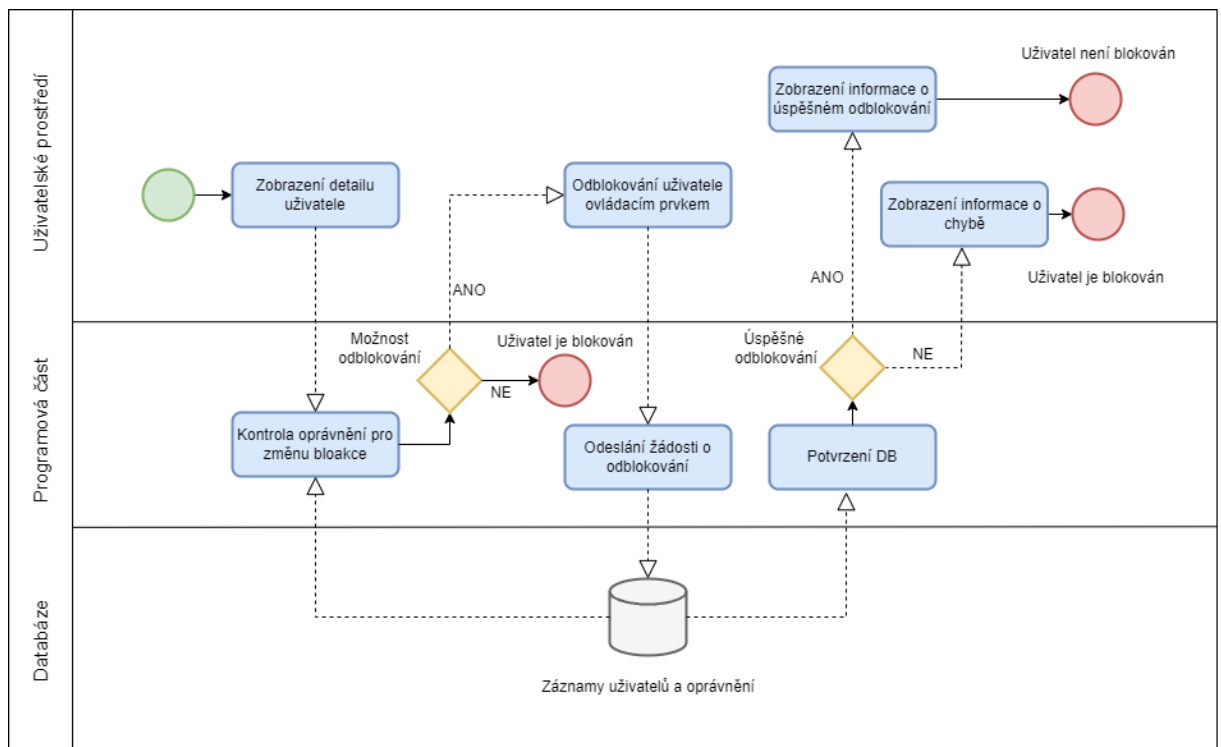 Uživatelské prostředí
Uživatel není blokován
Zobrazení informace o
úspěšném odblokování
Zobrazení detailu
uživatele
Odblokování uživatele
ovládacím prvkem
Zobrazení informace o
chybě
Uživatel je blokován
ANO
ANO
Programová část
Možnost
odblokování
Uživatel je blokován
NE
Úspěšné
odblokování
NE
Kontrola oprávnění pro
změnu bloakce
Odeslání žádosti o
odblokování
Potvrzení DB
Databáze
Záznamy uživatelů a oprávnění